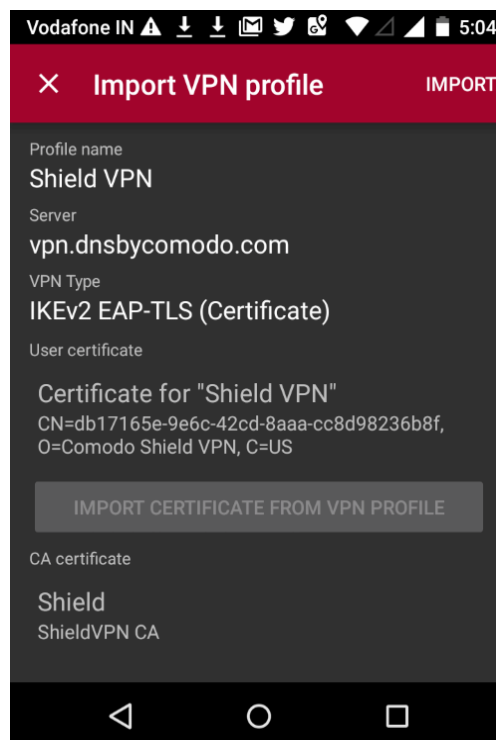 Vodafone IN 5:04
Import VPN profile IMPORT
Profile name
Shield VPN
Server
vpn.dnsbycomodo.com
VPN Type
IKEv2 EAP-TLS (Certificate)
User certificate
Certificate for "Shield VPN"
CN=db17165e-9e6c-42cd-8aaa-cc8d98236b8f,
O=Comodo Shield VPN, C=US
IMPORT CERTIFICATE FROM VPN PROFILE
CA certificate
Shield
ShieldVPN CA